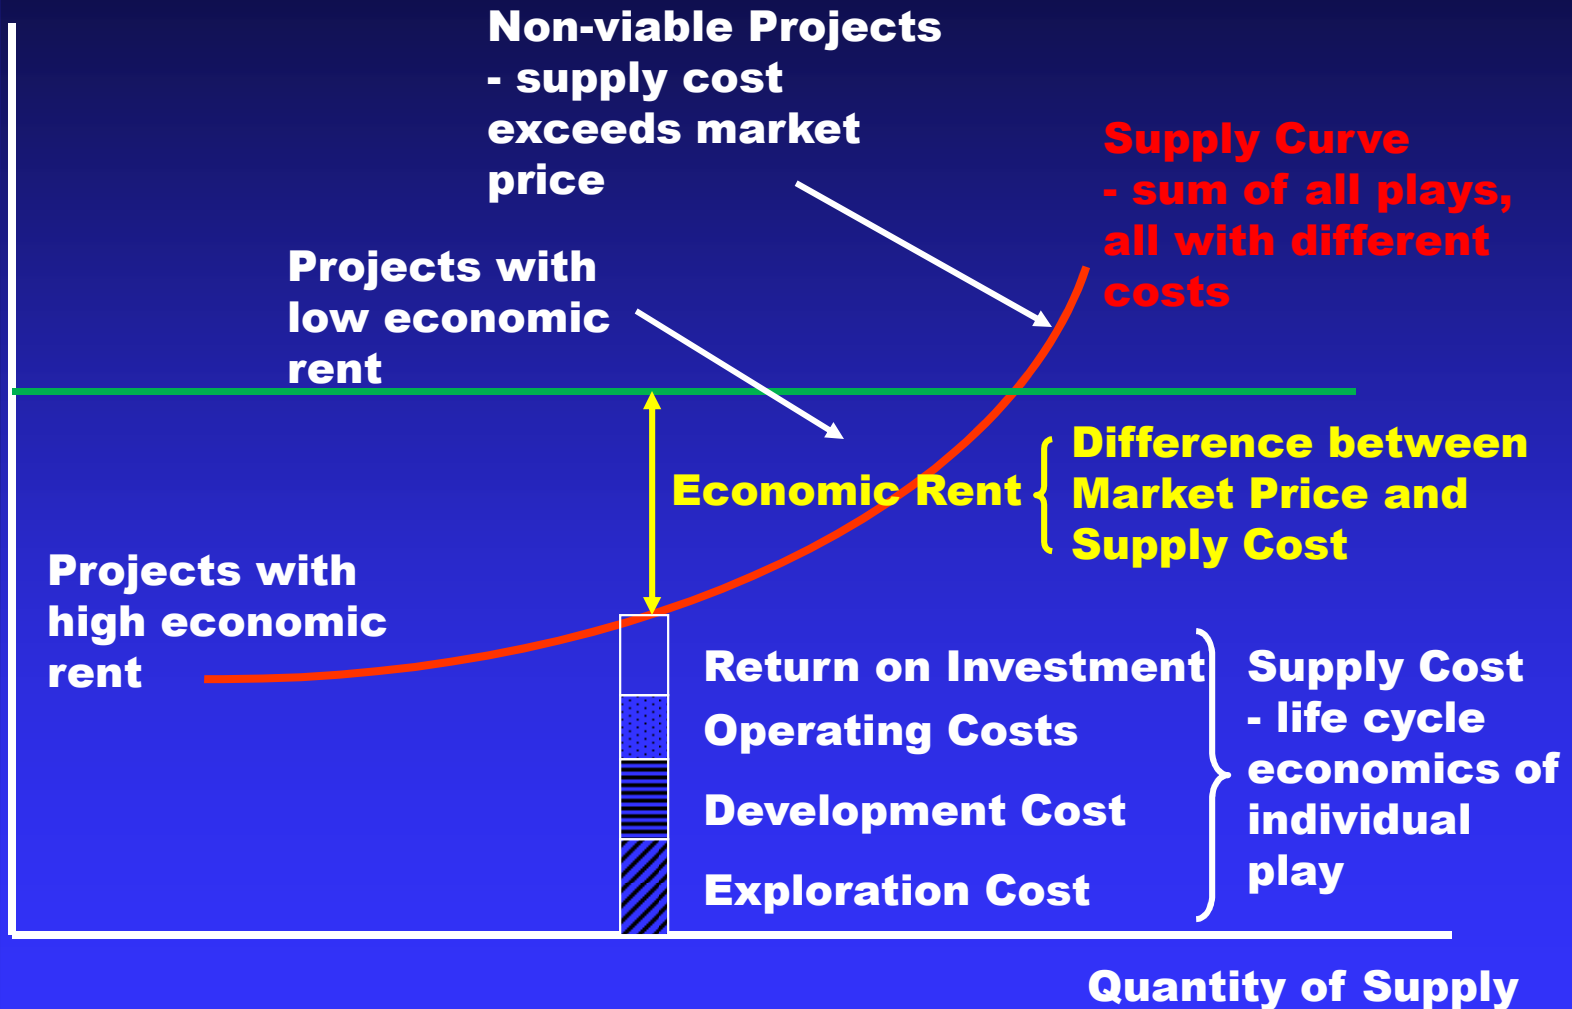 Non-viable Projects
- supply cost
exceeds market
price
Supply Curve
- sum of all plays,
all with different
costs
Projects with
low economic
rent
Economic Rent
Difference between
Market Price and
Supply Cost
Projects with
high economic
rent
Return on Investment
Operating Costs
Development Cost
Exploration Cost
Supply Cost
- life cycle
economics of
individual
play
Quantity of Supply